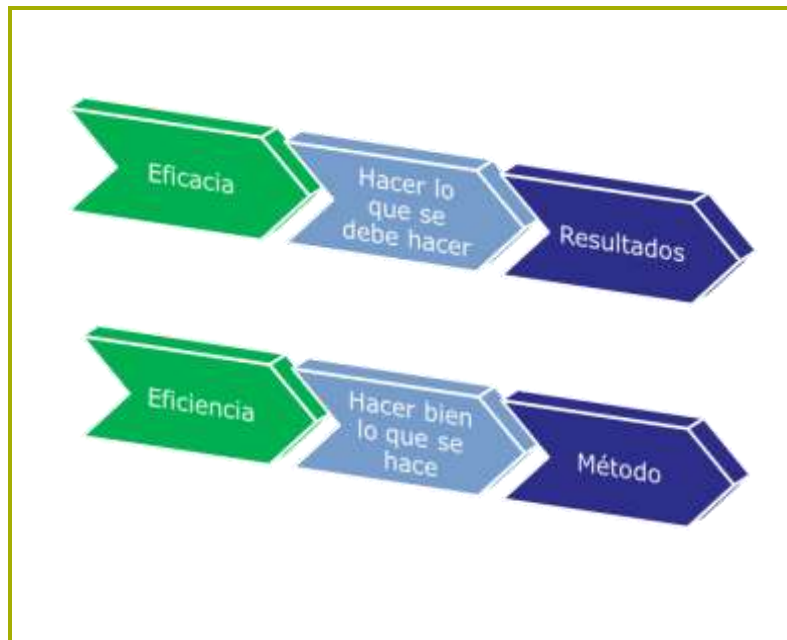 Eficacia
Hacer lo
que se
debe hacer
Resultados
Eficiencia
Hacer bien
lo que se
hace
Método